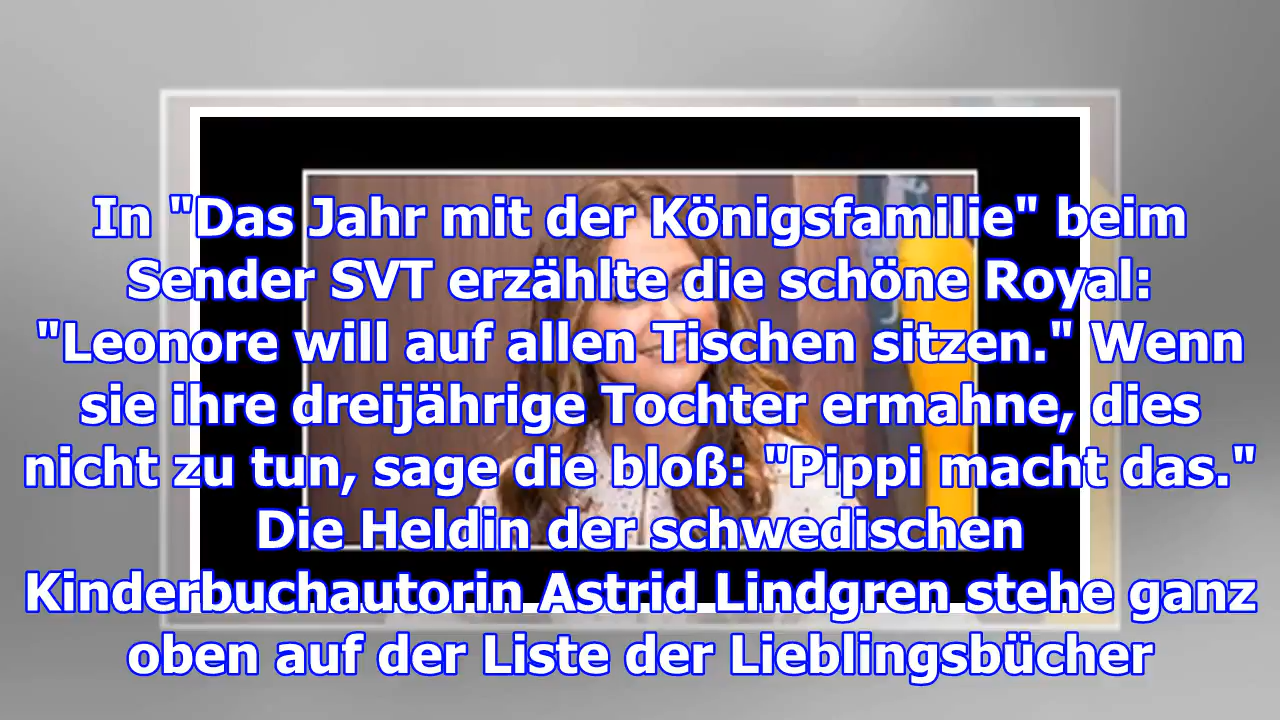 In "Das Jahr mit der Königsfamilie" beim
Sender SVT erzählte die schöne Royal:
"Leonore will auf allen Tischen sitzen." Wenn
sie ihre dreijährige Tochter ermahne, dies
nicht zu tun, sage die bloß: "Pippi macht das."
Die Heldin der schwedischen
Kinderbuchautorin Astrid Lindgren stehe ganz
oben auf der Liste der Lieblingsbücher